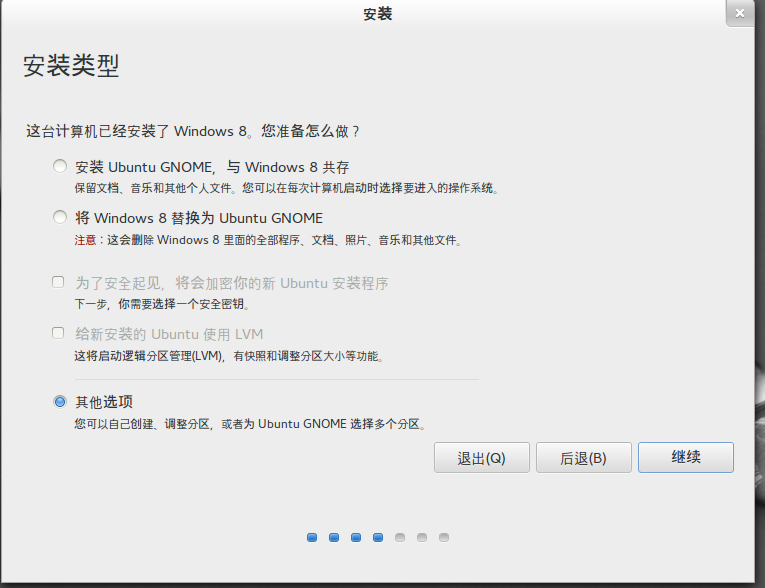 安装
安装类型
这台计算机已经安装了 Windows 8。您准备怎么做？
安装 Ubuntu GNOME，与 Windows 8 共存
保留文档、音乐和其他个人文件。您可以在每次计算机启动时选择要进入的操作系统。
将 Windows 8 替换为 Ubuntu GNOME
注意：这会删除 Windows 8 里面的全部程序、文档、照片、音乐和其他文件。
为了安全起见，将会加密你的新 Ubuntu 安装程序
下一步，你需要选择一个安全密钥。
给新安装的 Ubuntu 使用 LVM
这将启动逻辑分区管理(LVM)，有快照和调整分区大小等功能。
其他选项
您可以自己创建、调整分区，或者为 Ubuntu GNOME 选择多个分区。
退出(Q) 后退(B) 继续